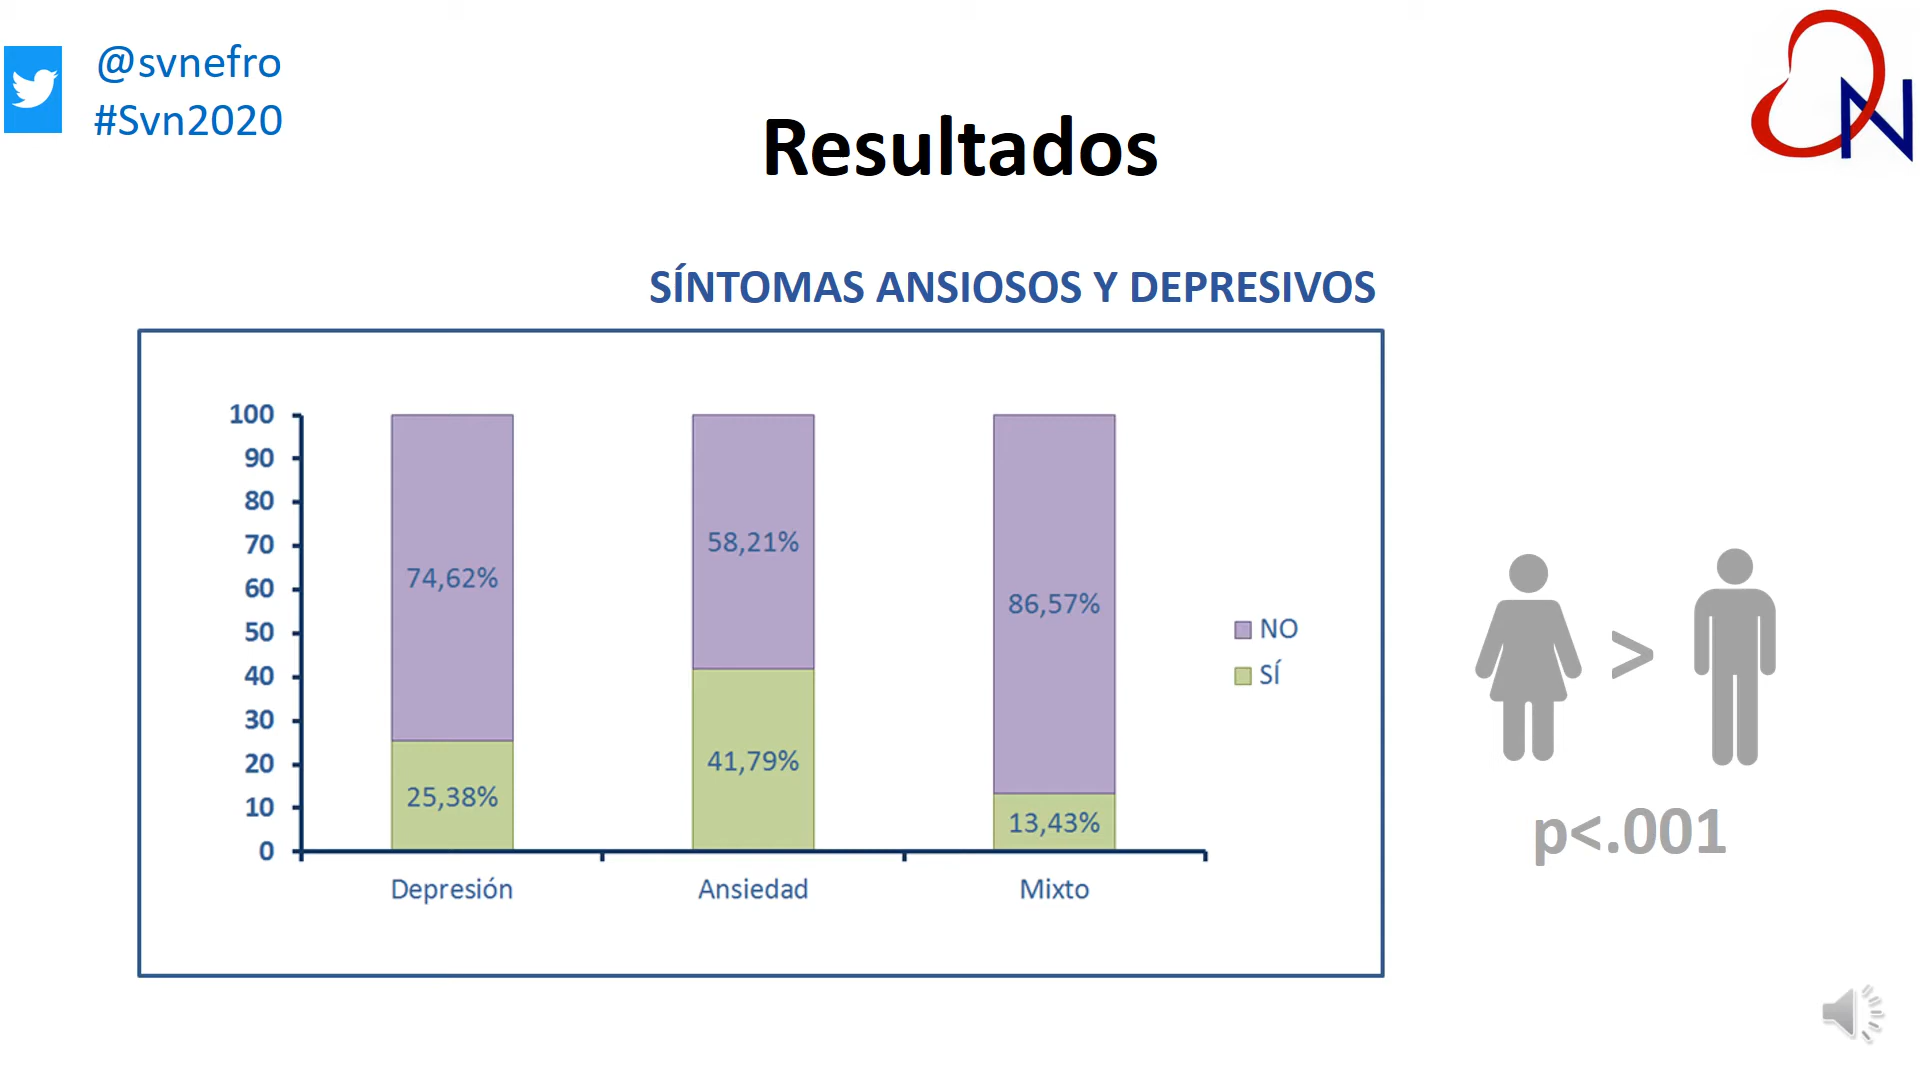 @svnefro
#Svn2020
N
Resultados
SÍNTOMAS ANSIOSOS Y DEPRESIVOS
100
90
80
70
60
50
40
30
20
10
0
74,62%
25,38%
58,21%
41,79%
86,57%
13,43%
Depresión
Ansiedad
Mixto
NO
SÍ
>
p<.001